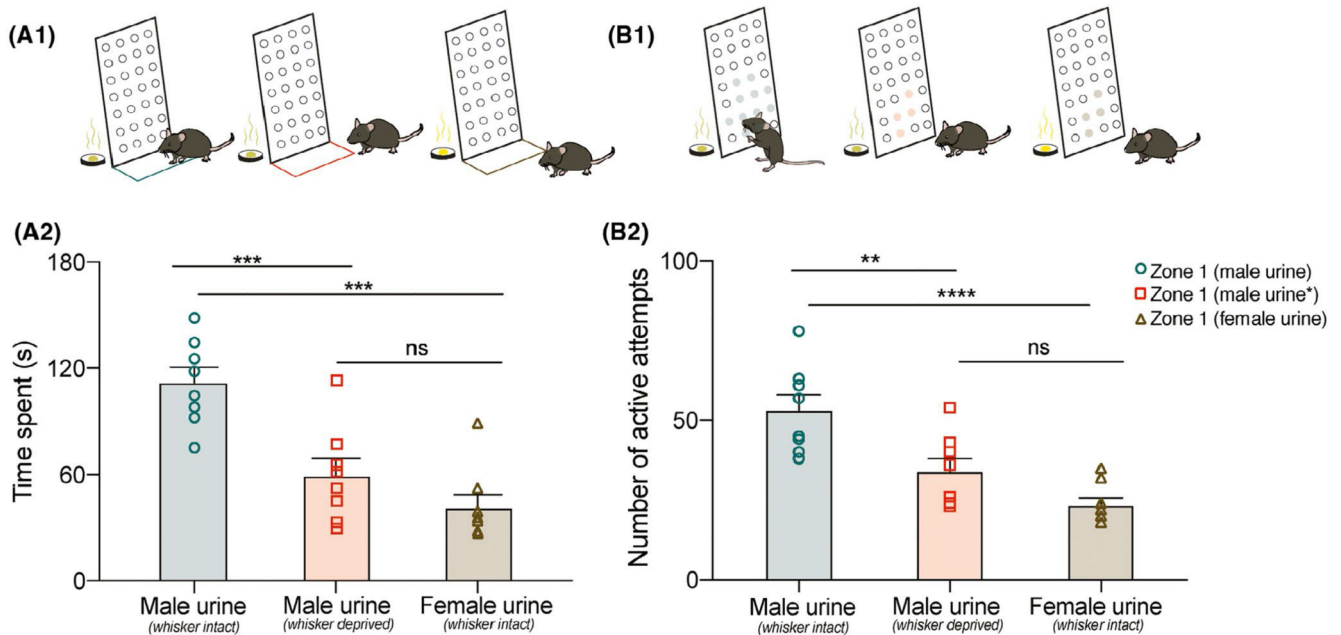 (A1)
(B1)
(A2)
180
120
60
0
Time spent (s)
***
***
ns
Male urine
(whisker intact)
Male urine
(whisker deprived)
Female urine
(whisker intact)
(B2)
100
50
0
Number of active attempts
**
****
ns
Zone 1 (male urine)
Zone 1 (male urine*)
Zone 1 (female urine)
Male urine
(whisker intact)
Male urine
(whisker deprived)
Female urine
(whisker intact)